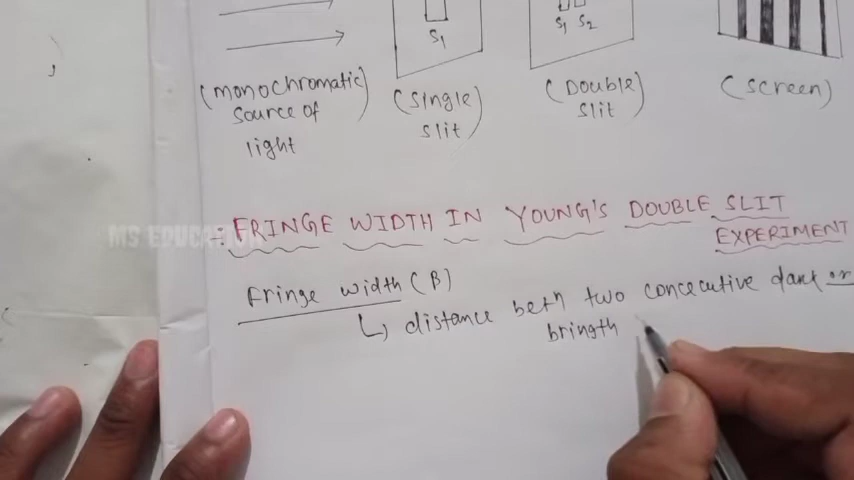 S1
S1 S2
(monochromatic)
source of
light
(single)
slit
(Double)
slit
(screen)
MS EDUCATION
:- FRINGE WIDTH IN YOUNG'S DOUBLE SLIT
EXPERIMENT
Fringe width (β)
↳ distance betn two concecutive dark or
bringth